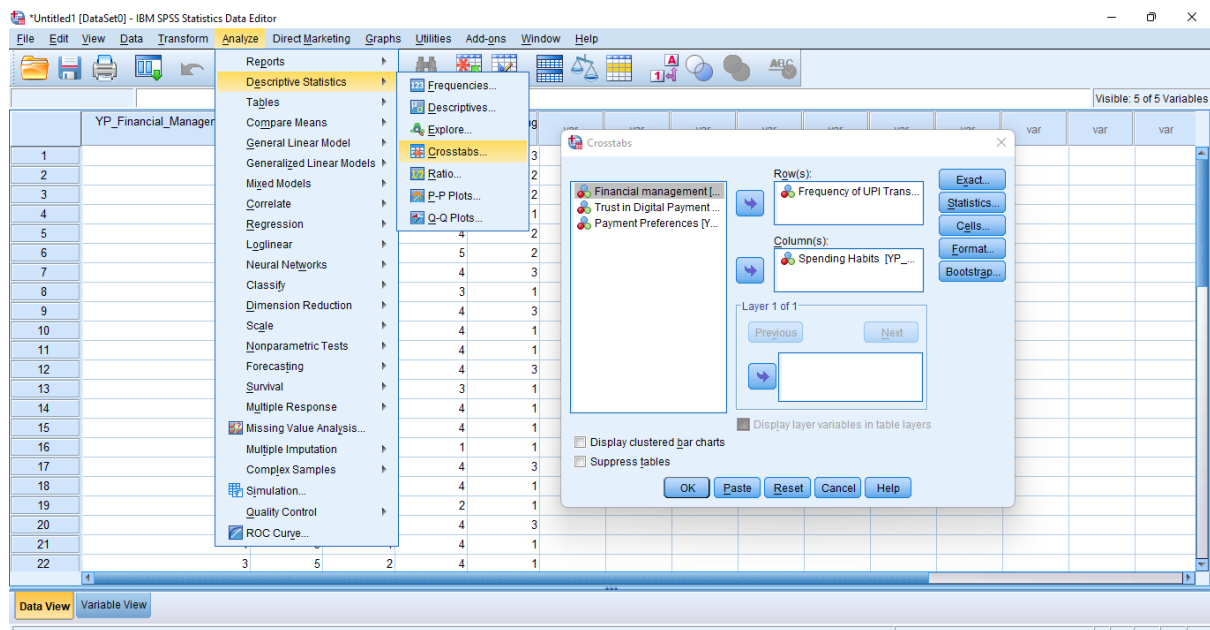 *Untitled1 [DataSet0] - IBM SPSS Statistics Data Editor
File Edit View Data Transform Analyze Direct Marketing Graphs Utilities Add-ons Window Help
Visible: 5 of 5 Variables
YP_Financial_Manager
var var var var var var var var var var
Reports
Descriptive Statistics
Tables
Compare Means
General Linear Model
Generalized Linear Models
Mixed Models
Correlate
Regression
Loglinear
Neural Networks
Classify
Dimension Reduction
Scale
Nonparametric Tests
Forecasting
Survival
Multiple Response
Missing Value Analysis...
Multiple Imputation
Complex Samples
Simulation...
Quality Control
ROC Curve...
Frequencies...
Descriptives...
Explore...
Crosstabs...
Ratio...
P-P Plots...
Q-Q Plots...
Crosstabs
Financial management [...
Trust in Digital Payment ...
Payment Preferences [Y...
Row(s):
Frequency of UPI Trans...
Column(s):
Spending Habits [YP_...
Layer 1 of 1
Previous Next
Display layer variables in table layers
Exact...
Statistics...
Cells...
Format...
Bootstrap...
Display clustered bar charts
Suppress tables
OK Paste Reset Cancel Help
1 3
2 2
3 2
4 1
5 4 2
6 5 2
7 4 3
8 3 1
9 4 3
10 4 1
11 4 1
12 4 3
13 3 1
14 4 1
15 4 1
16 1 1
17 4 3
18 4 1
19 2 1
20 4 3
21 4 1
22 3 5 2 4 1
Data View Variable View